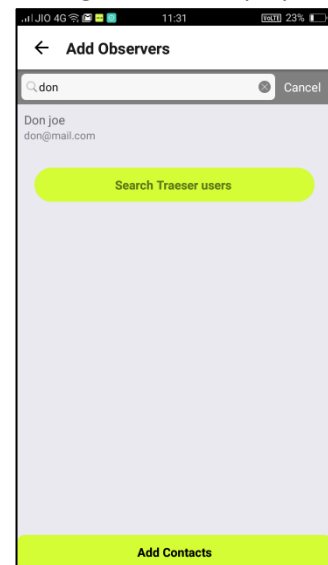 JIO 4G 11:31 VOLTE 23%
Add Observers
don Cancel
Don joe
don@mail.com
Search Traeser users
Add Contacts